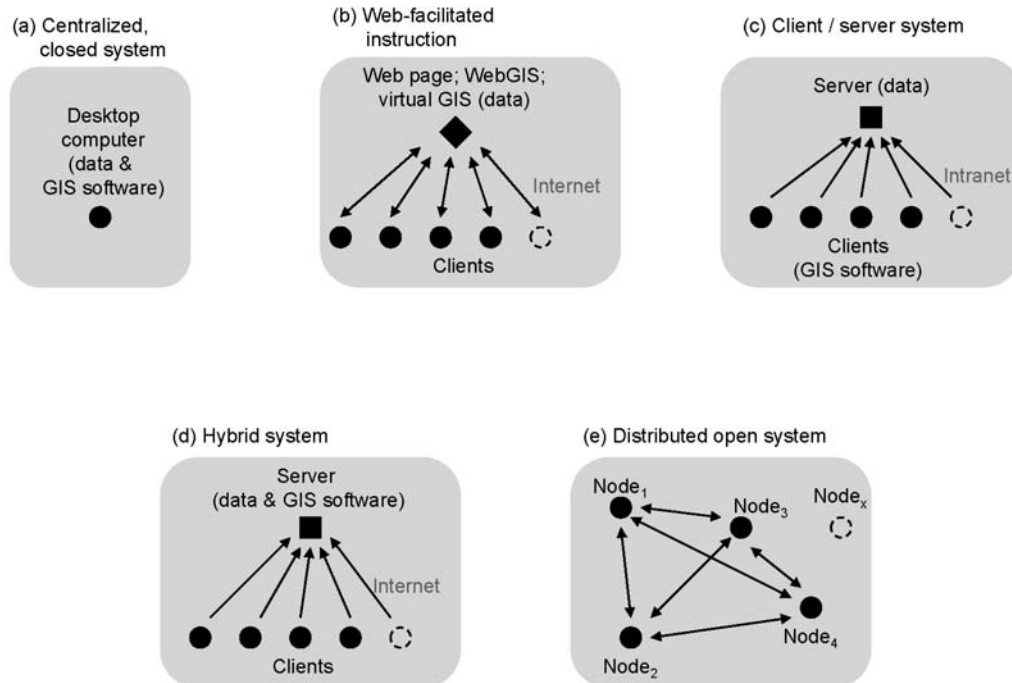 (a) Centralized,
closed system
Desktop
computer
(data &
GIS software)
(b) Web-facilitated
instruction
Web page; WebGIS;
virtual GIS (data)
Internet
Clients
(c) Client / server system
Server (data)
Intranet
Clients
(GIS software)
(d) Hybrid system
Server
(data & GIS software)
Internet
Clients
(e) Distributed open system
Node1
Node3
Nodex
Node4
Node2